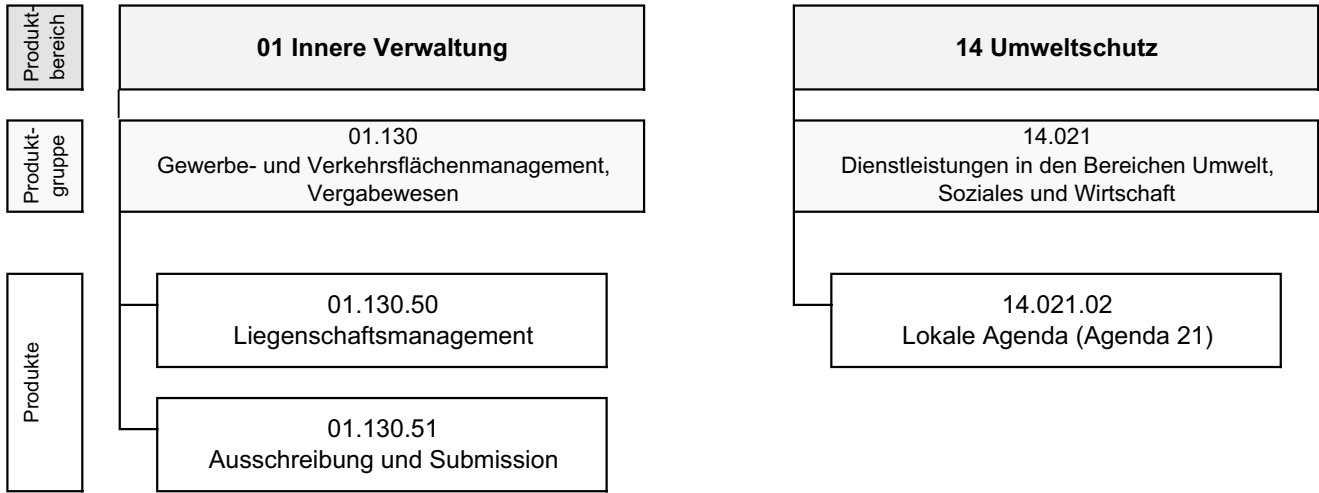 Produkt-
bereich
01 Innere Verwaltung
14 Umweltschutz
Produkt-
gruppe
01.130
Gewerbe- und Verkehrsflächenmanagement,
Vergabewesen
14.021
Dienstleistungen in den Bereichen Umwelt,
Soziales und Wirtschaft
Produkte
01.130.50
Liegenschaftsmanagement
14.021.02
Lokale Agenda (Agenda 21)
01.130.51
Ausschreibung und Submission